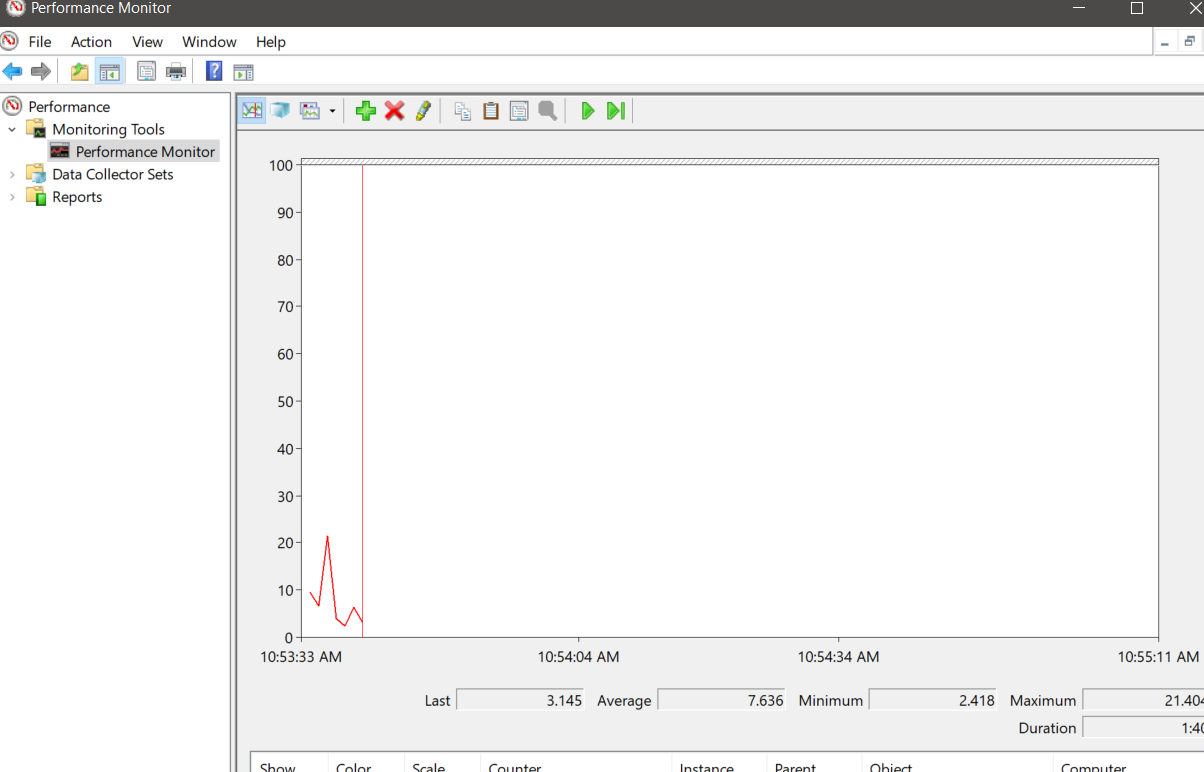 Performance Monitor
File Action View Window Help
Performance
Monitoring Tools
Performance Monitor
Data Collector Sets
Reports
100
90
80
70
60
50
40
30
20
10
0
10:53:33 AM 10:54:04 AM 10:54:34 AM 10:55:11 AM
Last 3.145 Average 7.636 Minimum 2.418 Maximum 21.404
Duration 1:40
Show Color Scale Counter Instance Parent Object Computer